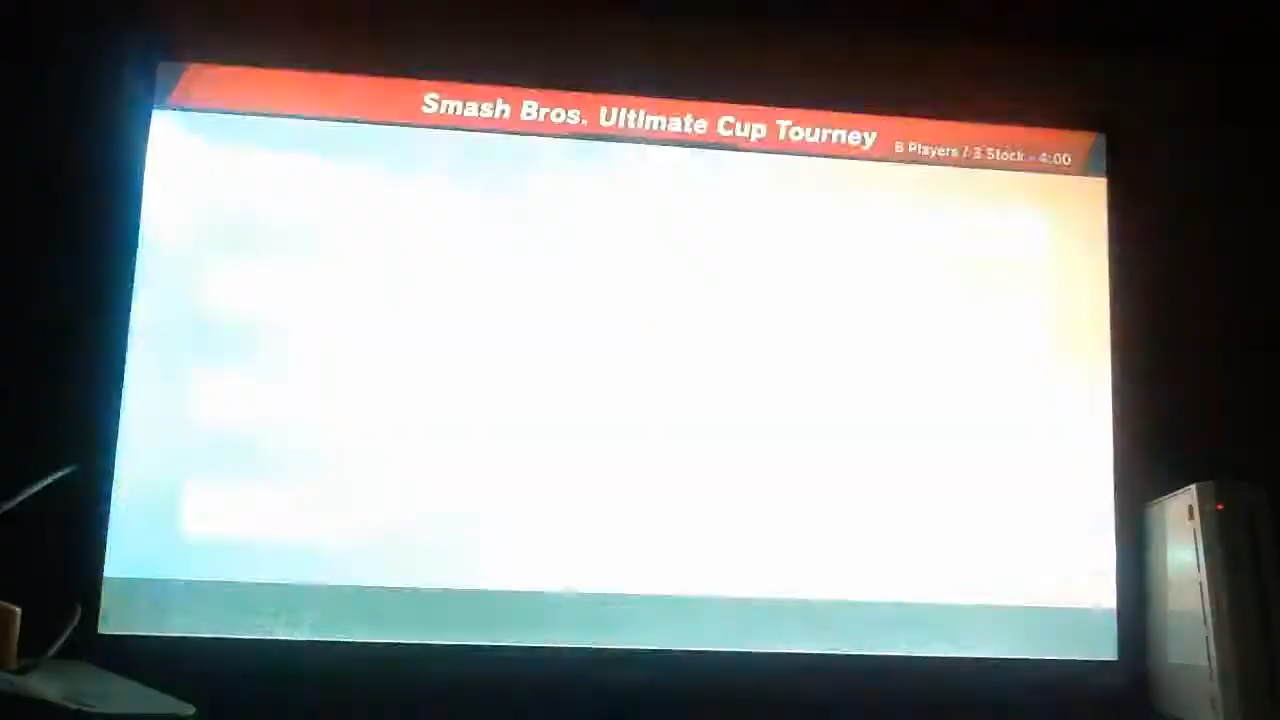 Smash Bros. Ultimate Cup Tourney
8 Players / 3 Stock - 4:00